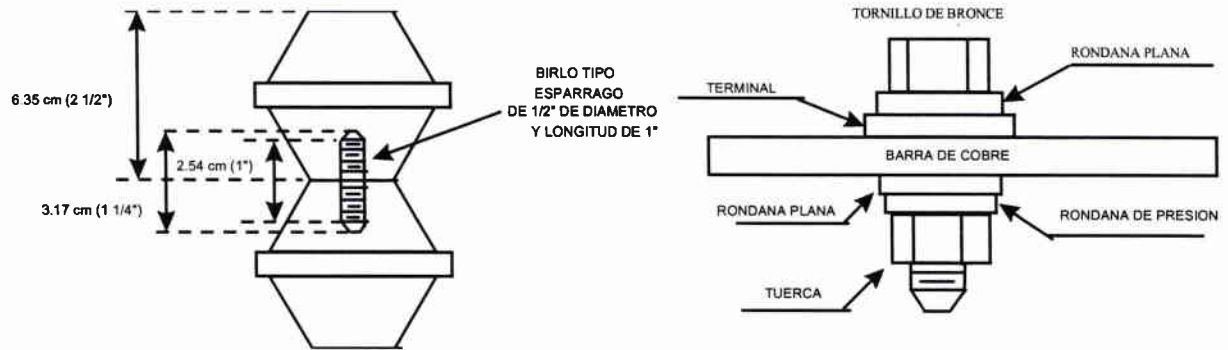 6.35 cm (2 1/2")
2.54 cm (1")
3.17 cm (1 1/4")
BIRLO TIPO
ESPARRAGO
DE 1/2" DE DIAMETRO
Y LONGITUD DE 1"
TORNILLO DE BRONCE
RONDANA PLANA
TERMINAL
BARRA DE COBRE
RONDANA PLANA
RONDANA DE PRESION
TUERCA